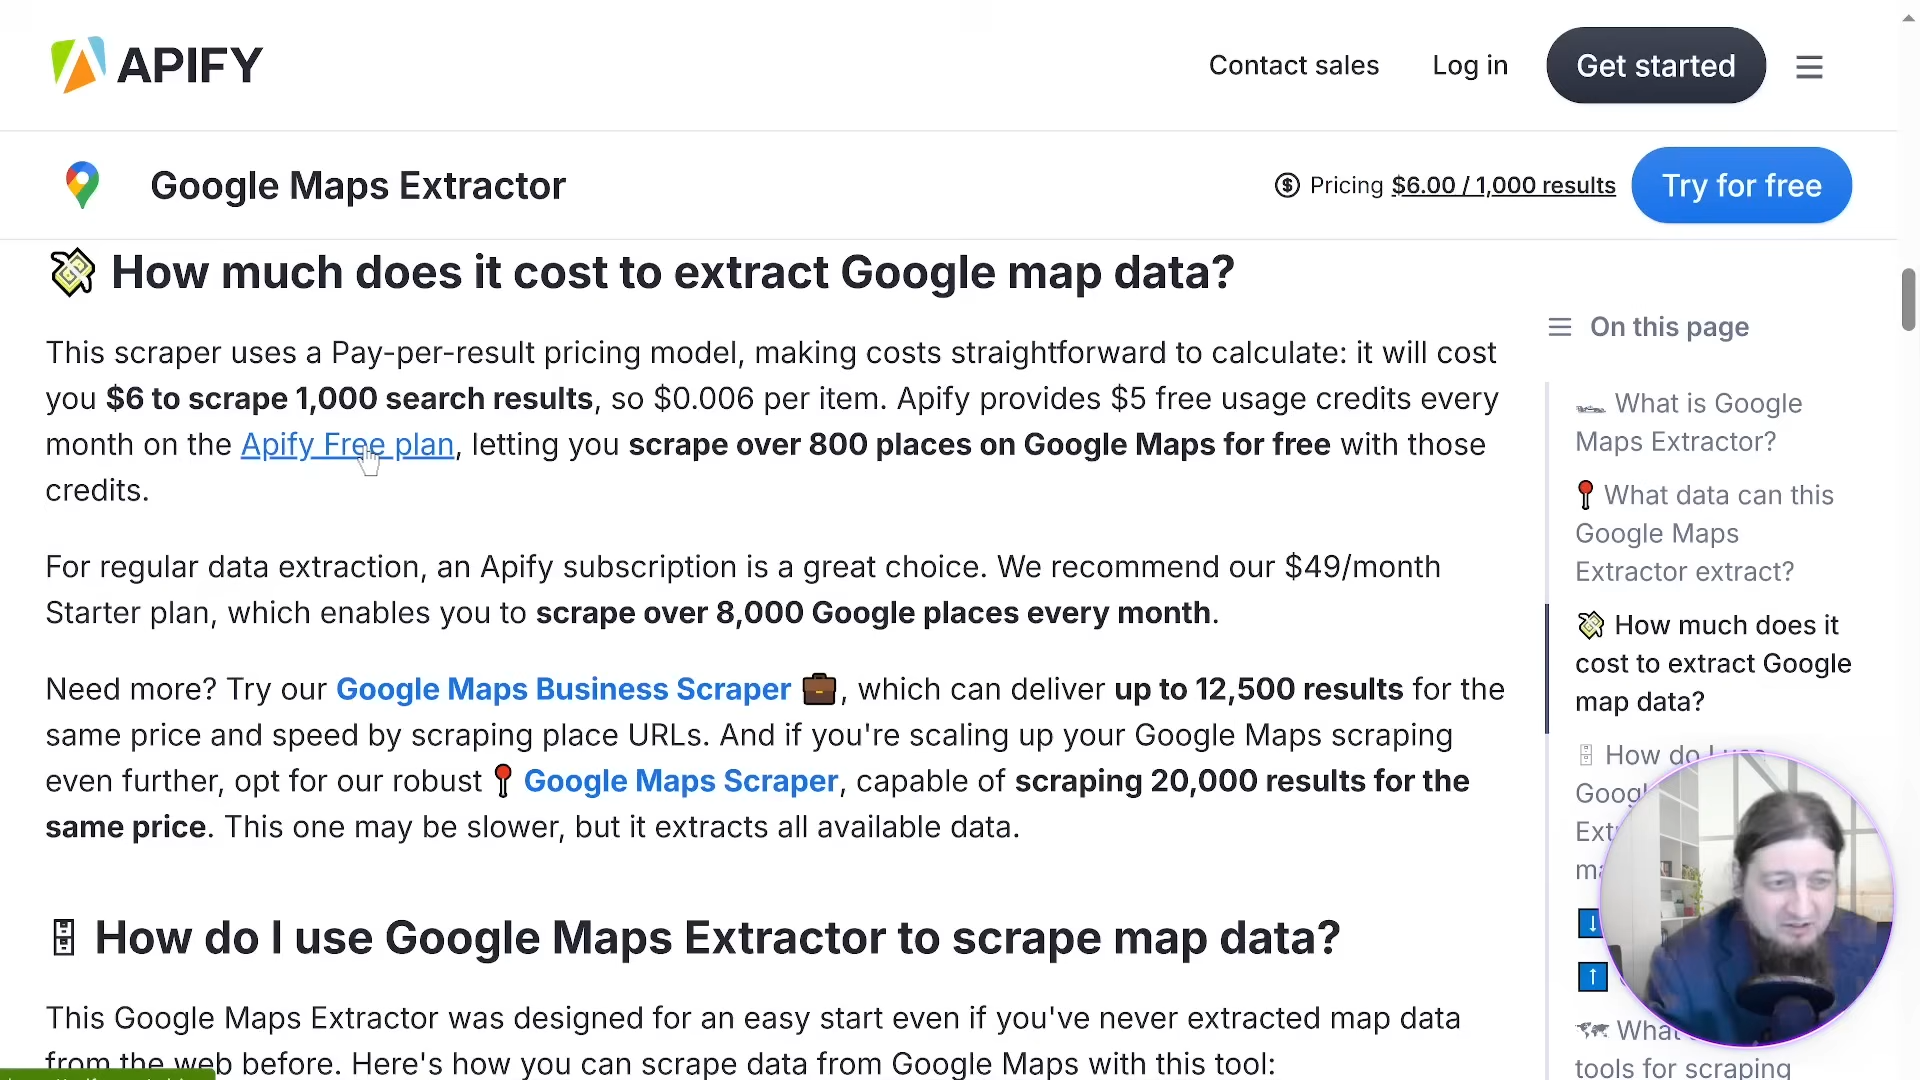 APIFY
Contact sales
Log in
Get started
Google Maps Extractor
Pricing $6.00 / 1,000 results
Try for free
How much does it cost to extract Google map data?
This scraper uses a Pay-per-result pricing model, making costs straightforward to calculate: it will cost
you $6 to scrape 1,000 search results, so $0.006 per item. Apify provides $5 free usage credits every
month on the Apify Free plan, letting you scrape over 800 places on Google Maps for free with those
credits.
For regular data extraction, an Apify subscription is a great choice. We recommend our $49/month
Starter plan, which enables you to scrape over 8,000 Google places every month.
Need more? Try our Google Maps Business Scraper 💼, which can deliver up to 12,500 results for the
same price and speed by scraping place URLs. And if you're scaling up your Google Maps scraping
even further, opt for our robust 📍 Google Maps Scraper, capable of scraping 20,000 results for the
same price. This one may be slower, but it extracts all available data.
How do I use Google Maps Extractor to scrape map data?
This Google Maps Extractor was designed for an easy start even if you've never extracted map data
from the web before. Here's how you can scrape data from Google Maps with this tool:
On this page
What is Google
Maps Extractor?
What data can this
Google Maps
Extractor extract?
How much does it
cost to extract Google
map data?
How do I use
What
tools for scraping